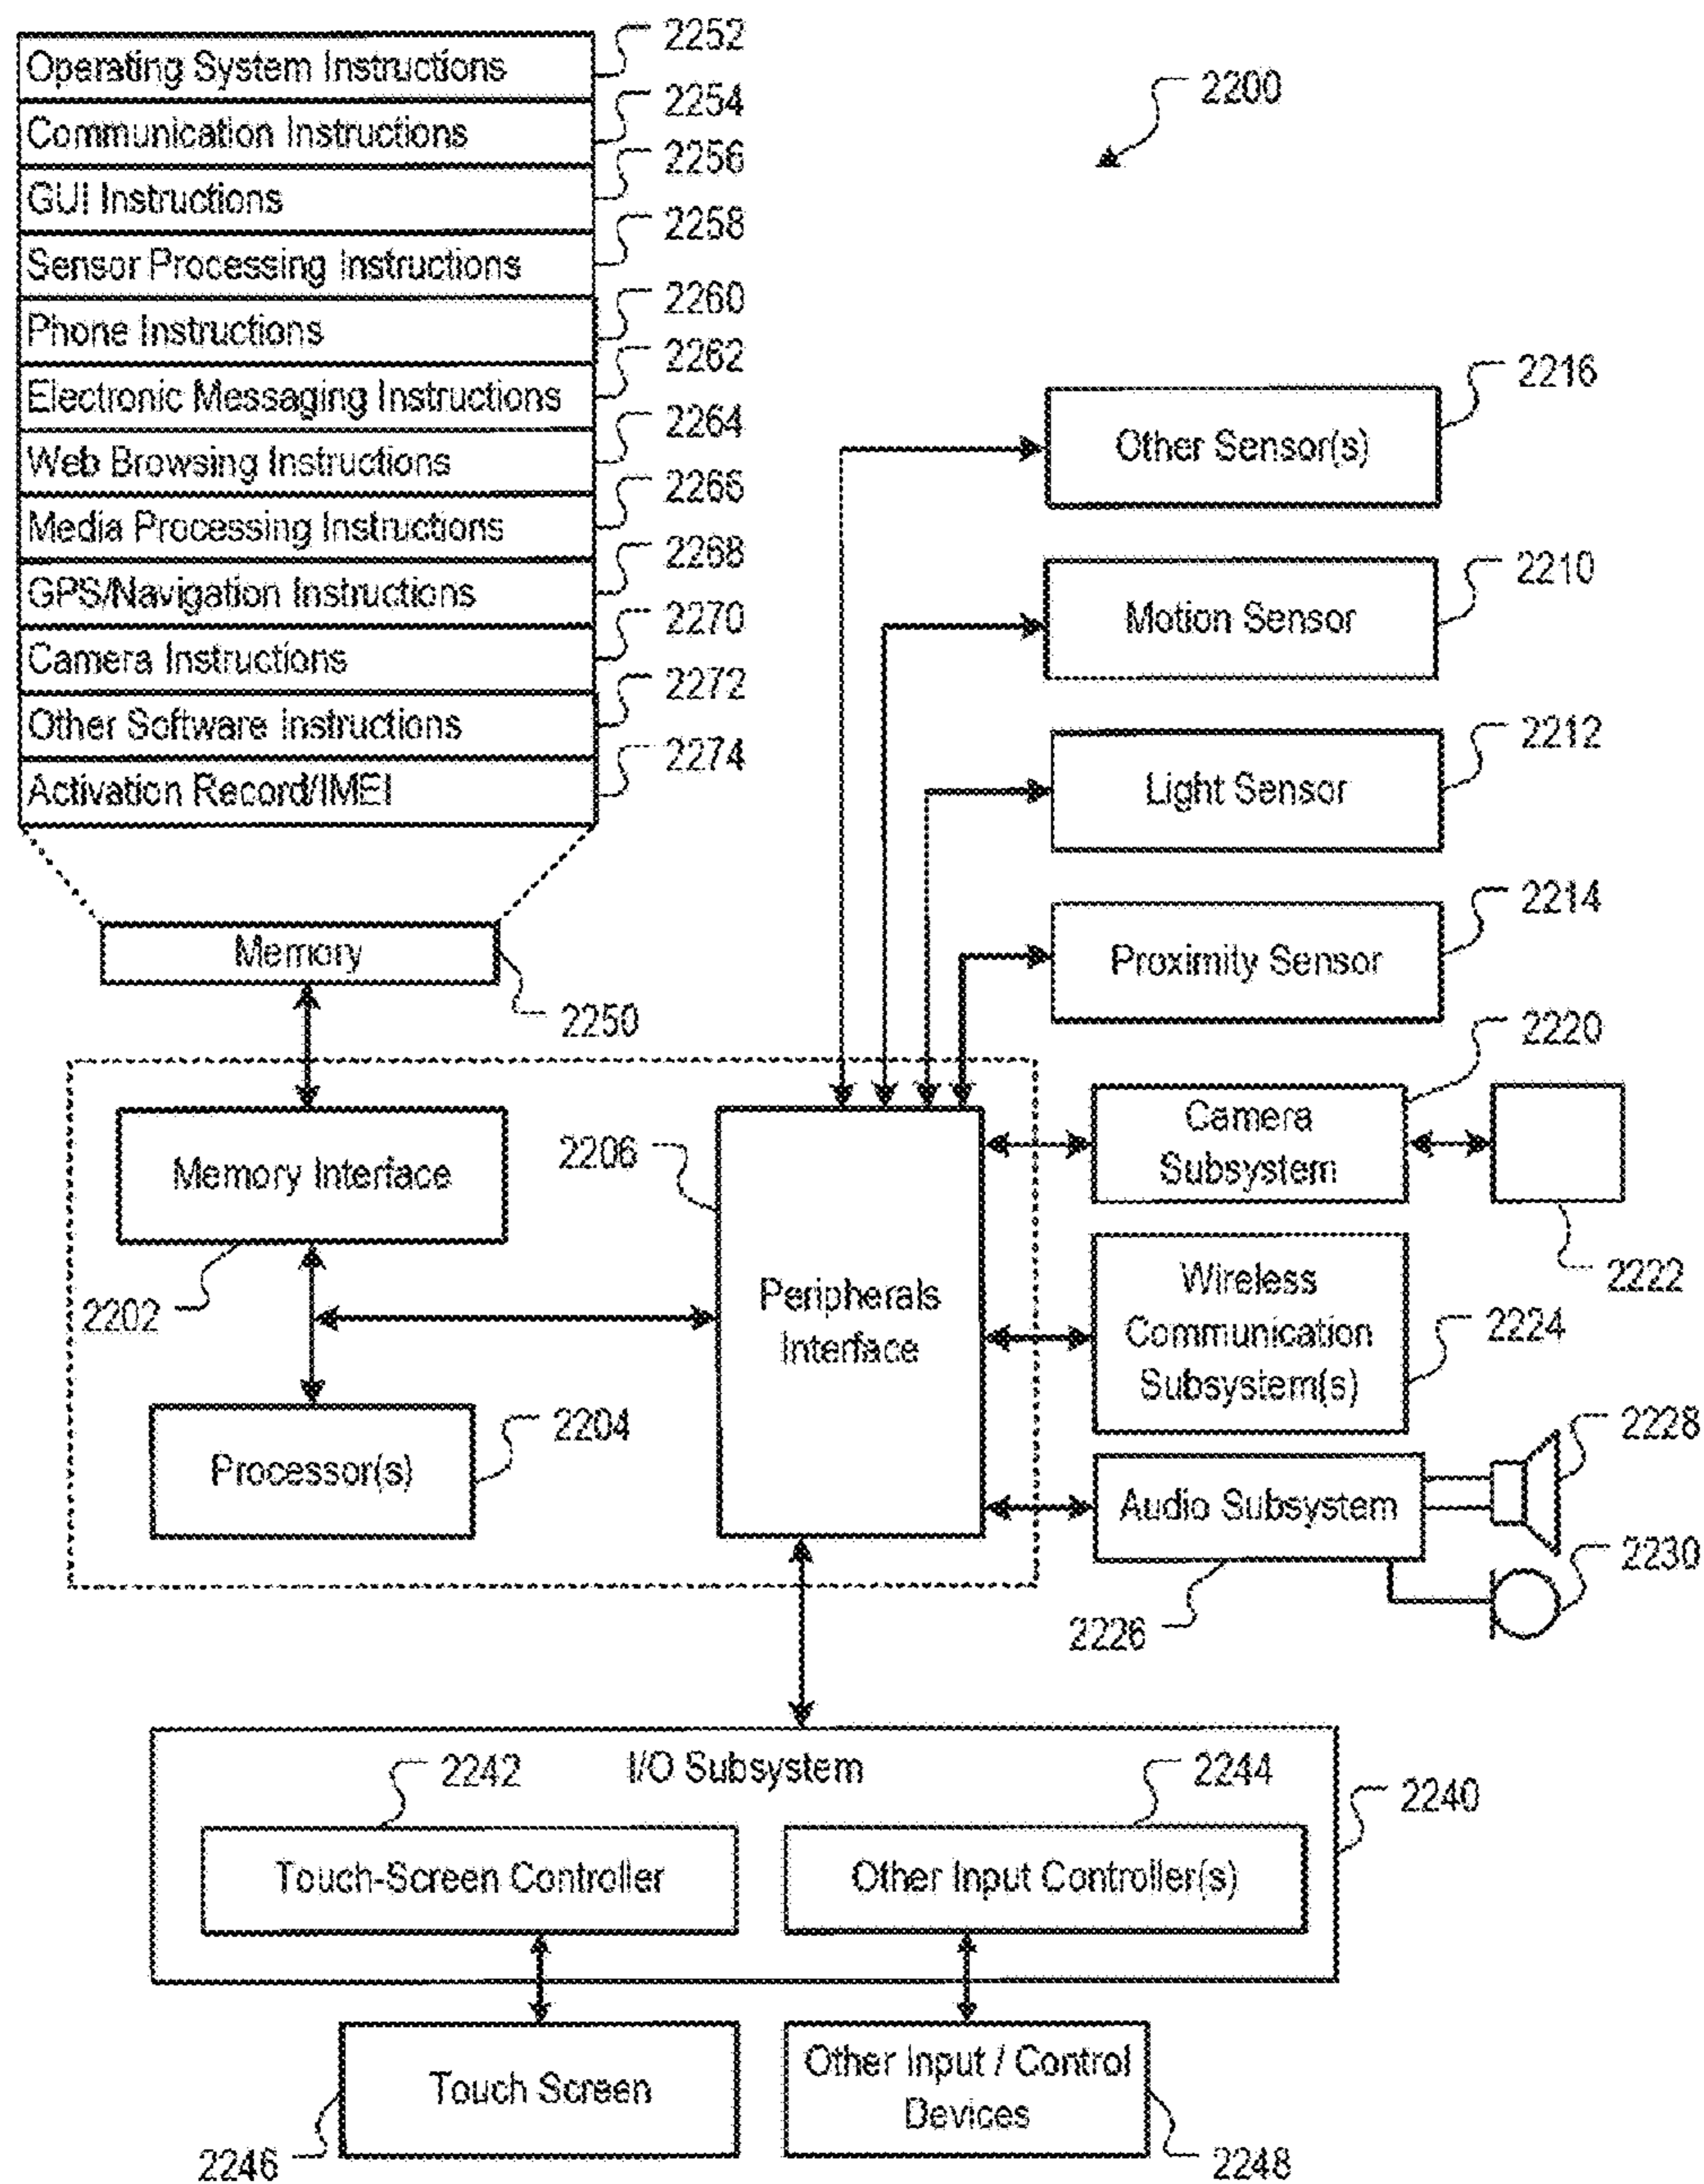 Operating System Instructions
2252
Communication Instructions
2254
GUI Instructions
2256
Sensor Processing Instructions
2258
Phone Instructions
2260
Electronic Messaging Instructions
2262
Web Browsing Instructions
2264
Media Processing Instructions
2266
GPS/Navigation Instructions
2268
Camera Instructions
2270
Other Software Instructions
2272
Activation Record/IMEI
2274
2200
Memory
2250
Other Sensor(s)
2216
Motion Sensor
2210
Light Sensor
2212
Proximity Sensor
2214
Memory Interface
2202
Processor(s)
2204
2206
Peripherals
Interface
Camera
Subsystem
2220
2222
Wireless
Communication
Subsystem(s)
2224
Audio Subsystem
2226
2228
2230
I/O Subsystem
2240
2242
Touch-Screen Controller
2244
Other Input Controller(s)
Touch Screen
2246
Other Input / Control
Devices
2248